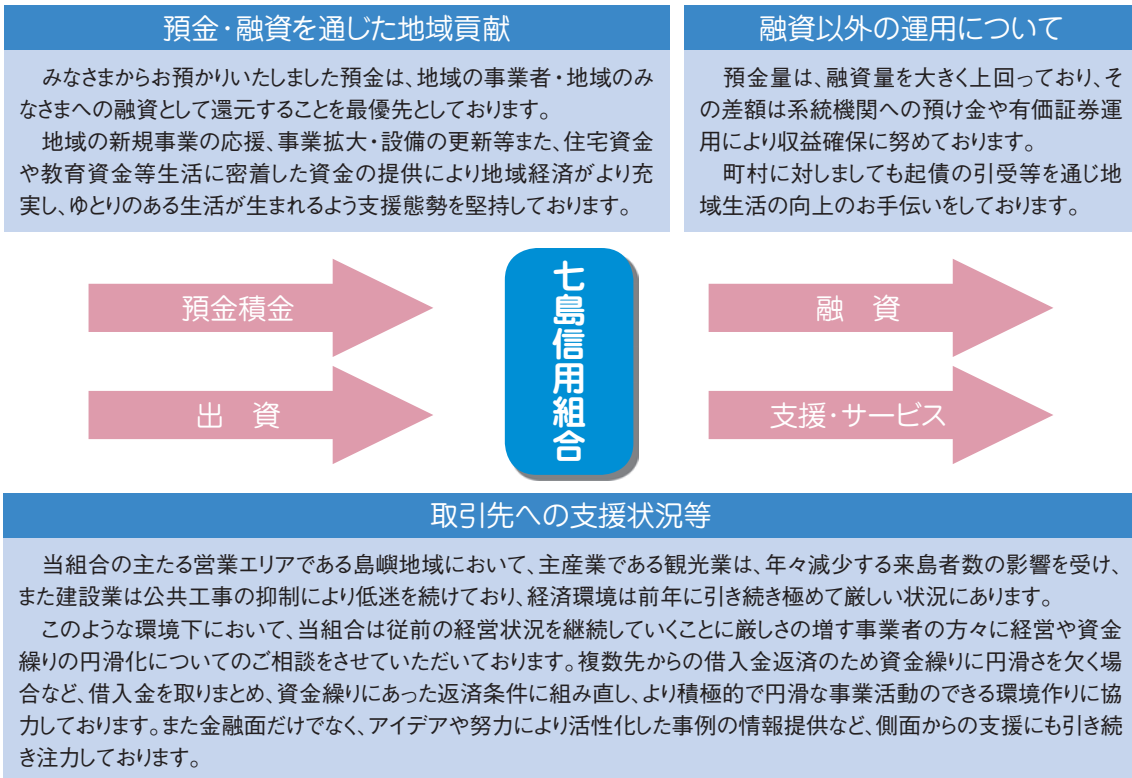 預金・融資を通じた地域貢献
みなさまからお預かりいたしました預金は、地域の事業者・地域のみ
なさまへの融資として還元することを最優先としております。
地域の新規事業の応援、事業拡大・設備の更新等また、住宅資金
や教育資金等生活に密着した資金の提供により地域経済がより充
実し、ゆとりのある生活が生まれるよう支援態勢を堅持しております。
融資以外の運用について
預金量は、融資量を大きく上回っており、そ
の差額は系統機関への預け金や有価証券運
用により収益確保に努めております。
町村に対しましても起債の引受等を通じ地
域生活の向上のお手伝いをしております。
預金積金
出 資
七島信用組合
融 資
支援・サービス
取引先への支援状況等
当組合の主たる営業エリアである島嶼地域において、主産業である観光業は、年々減少する来島者数の影響を受け、
また建設業は公共工事の抑制により低迷を続けており、経済環境は前年に引き続き極めて厳しい状況にあります。
このような環境下において、当組合は従前の経営状況を継続していくことに厳しさの増す事業者の方々に経営や資金
繰りの円滑化についてのご相談をさせていただいております。複数先からの借入金返済のため資金繰りに円滑さを欠く場
合など、借入金を取りまとめ、資金繰りにあった返済条件に組み直し、より積極的で円滑な事業活動のできる環境作りに協
力しております。また金融面だけでなく、アイデアや努力により活性化した事例の情報提供など、側面からの支援にも引き続
き注力しております。